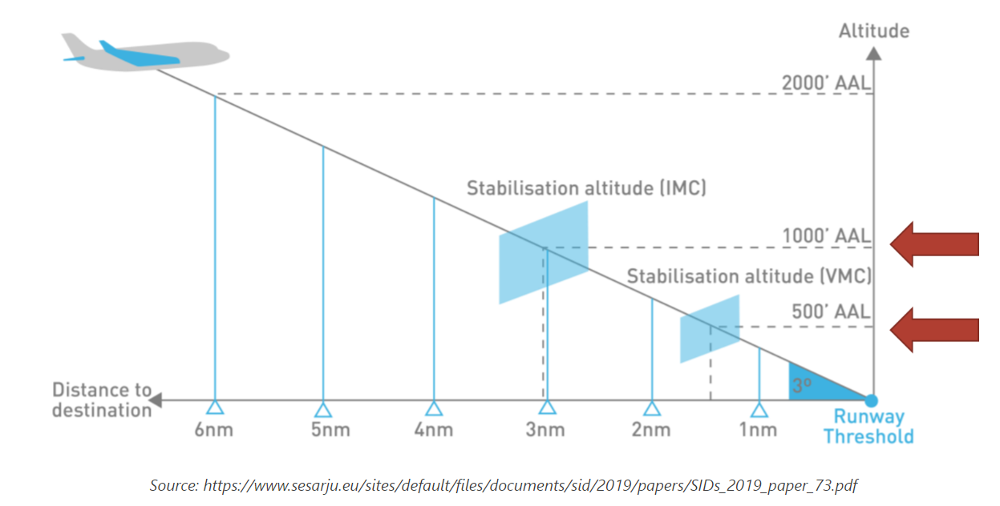 Altitude
2000’ AAL
Stabilisation altitude (IMC)
1000’ AAL
Stabilisation altitude (VMC)
500’ AAL
3º
Distance to
destination
6nm
5nm
4nm
3nm
2nm
1nm
Runway
Threshold
Source: https://www.sesarju.eu/sites/default/files/documents/sid/2019/papers/SIDs_2019_paper_73.pdf